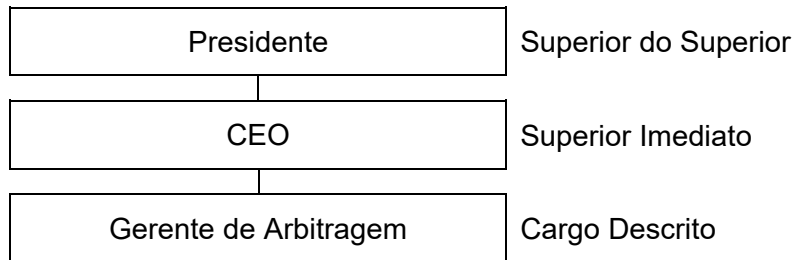 Presidente Superior do Superior
CEO Superior Imediato
Gerente de Arbitragem Cargo Descrito